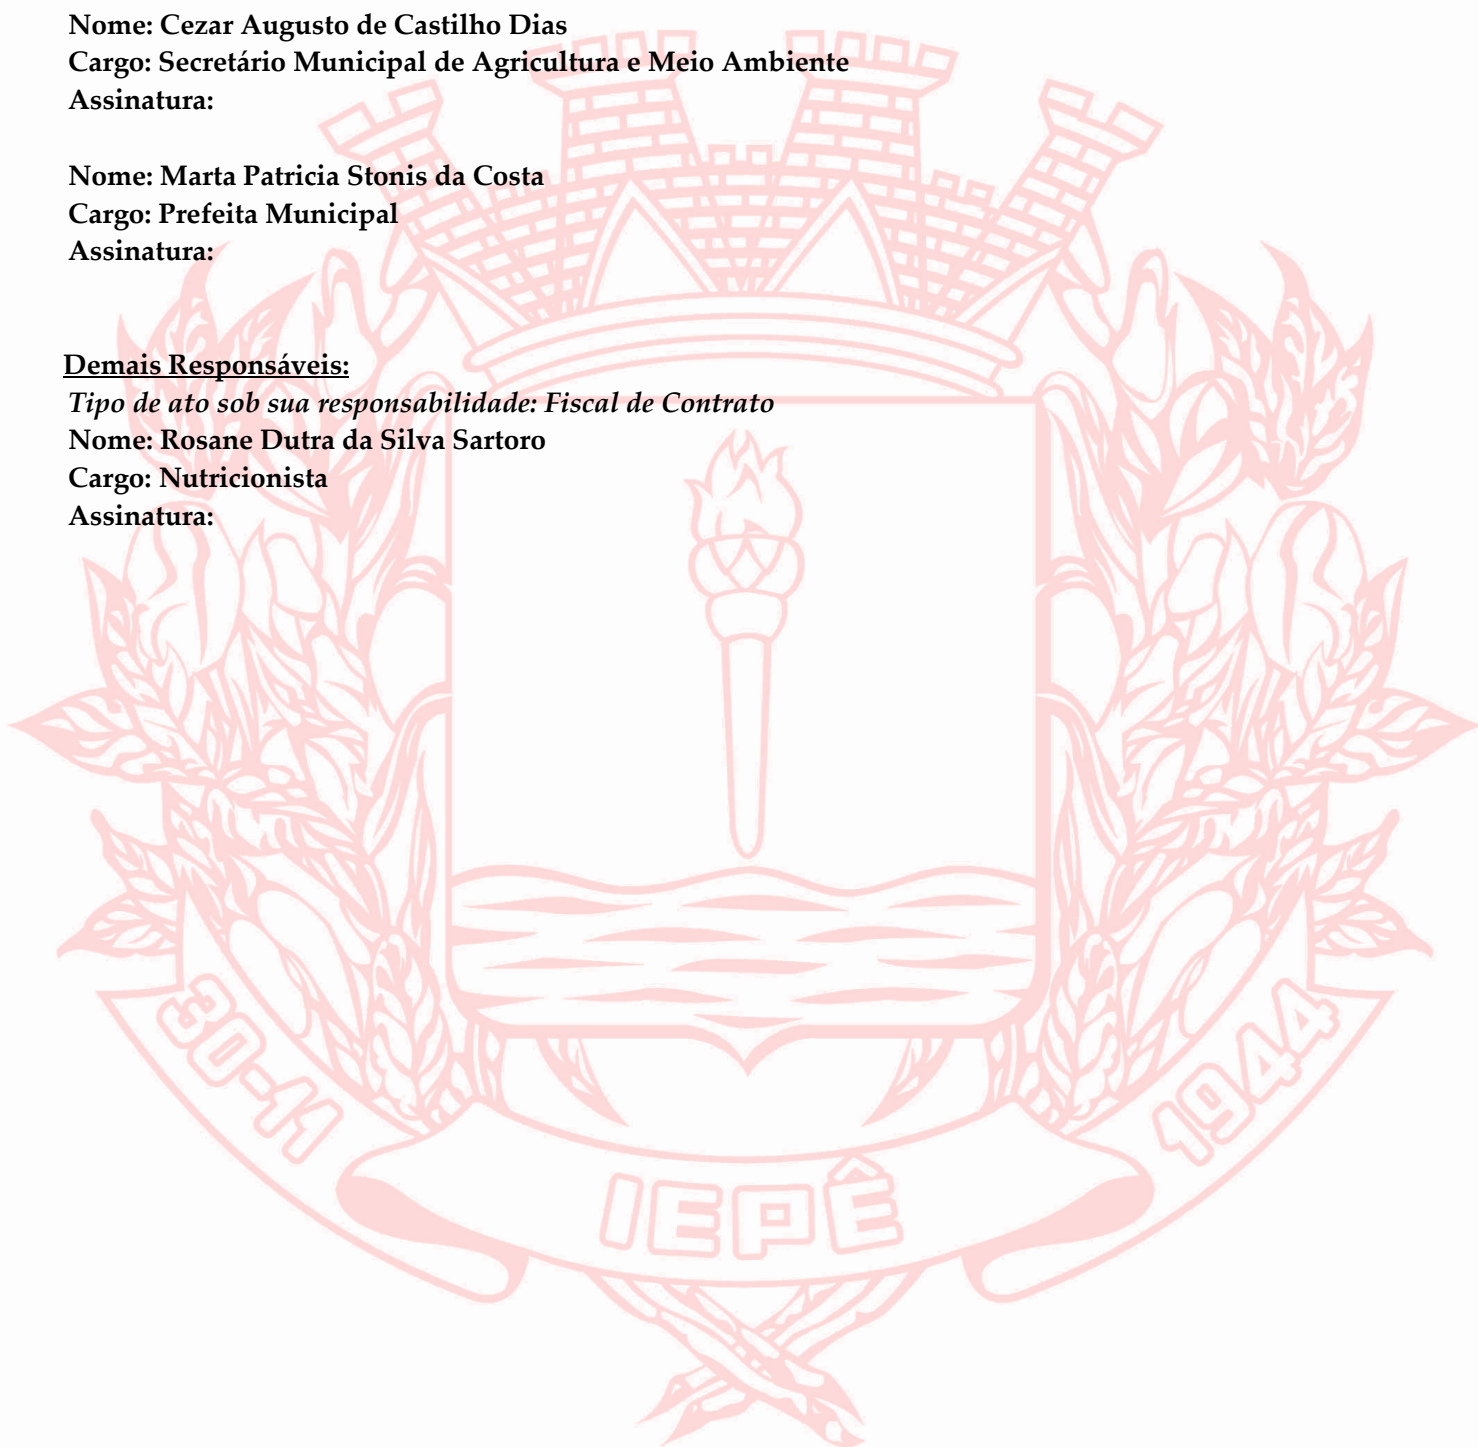 Nome: Cezar Augusto de Castilho Dias
Cargo: Secretário Municipal de Agricultura e Meio Ambiente
Assinatura:
Nome: Marta Patricia Stonis da Costa
Cargo: Prefeita Municipal
Assinatura:
Demais Responsáveis:
Tipo de ato sob sua responsabilidade: Fiscal de Contrato
Nome: Rosane Dutra da Silva Sartoro
Cargo: Nutricionista
Assinatura:
30-11
1944
IEPÊ